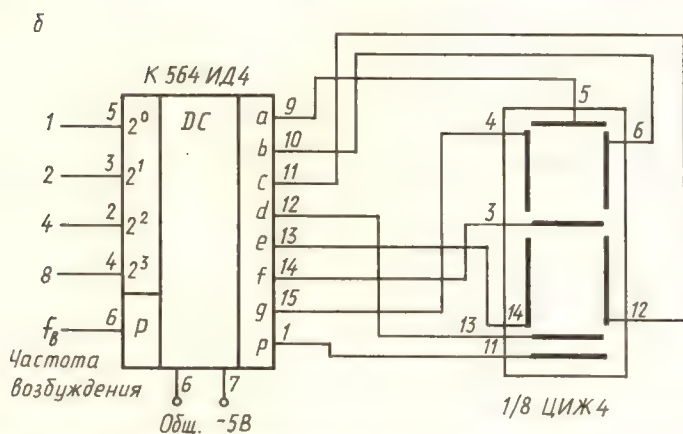 б
К 564 ИД4
DC
1 5 2⁰
2 3 2¹
4 2 2²
8 4 2³
fв 6 P
Частота
возбуждения
6 7
Общ. -5В
a 9
b 10
c 11
d 12
e 13
f 14
g 15
p 1
5
4 6
3
14 12
13
11
1/8 ЦИЖ4